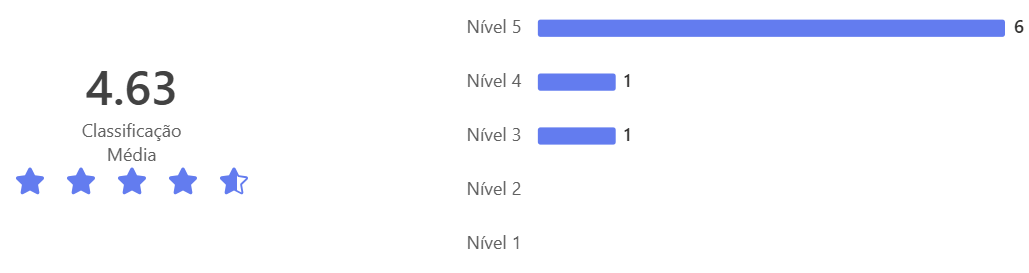 4.63
Classificação
Média
Nível 5 6
Nível 4 1
Nível 3 1
Nível 2
Nível 1